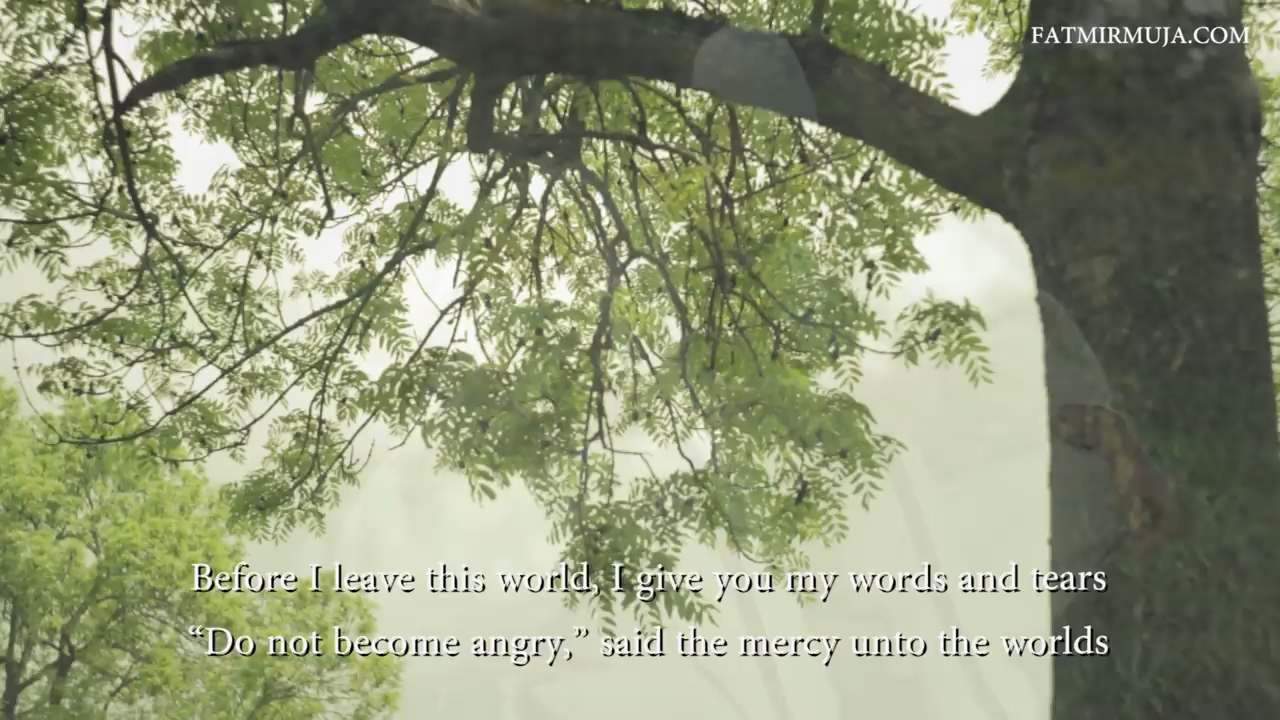 FATMIRMUJA.COM
Before I leave this world, I give you my words and tears
“Do not become angry,” said the mercy unto the worlds